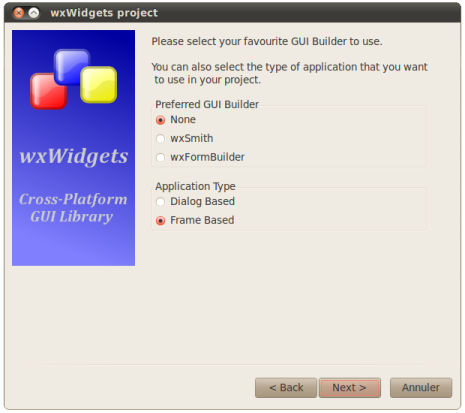 wxWidgets project
Please select your favourite GUI Builder to use.
You can also select the type of application that you want
to use in your project.
Preferred GUI Builder
None
wxSmith
wxFormBuilder
Application Type
Dialog Based
Frame Based
wxWidgets
Cross-Platform
GUI Library
< Back
Next >
Annuler